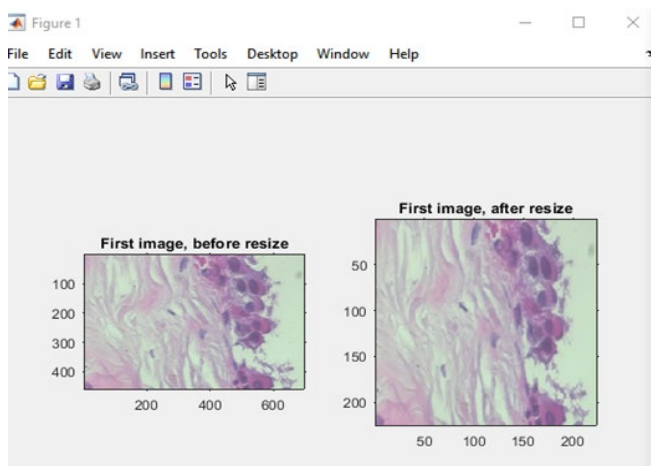 Figure 1
File Edit View Insert Tools Desktop Window Help
First image, before resize
100
200
300
400
200 400 600
First image, after resize
50
100
150
200
50 100 150 200